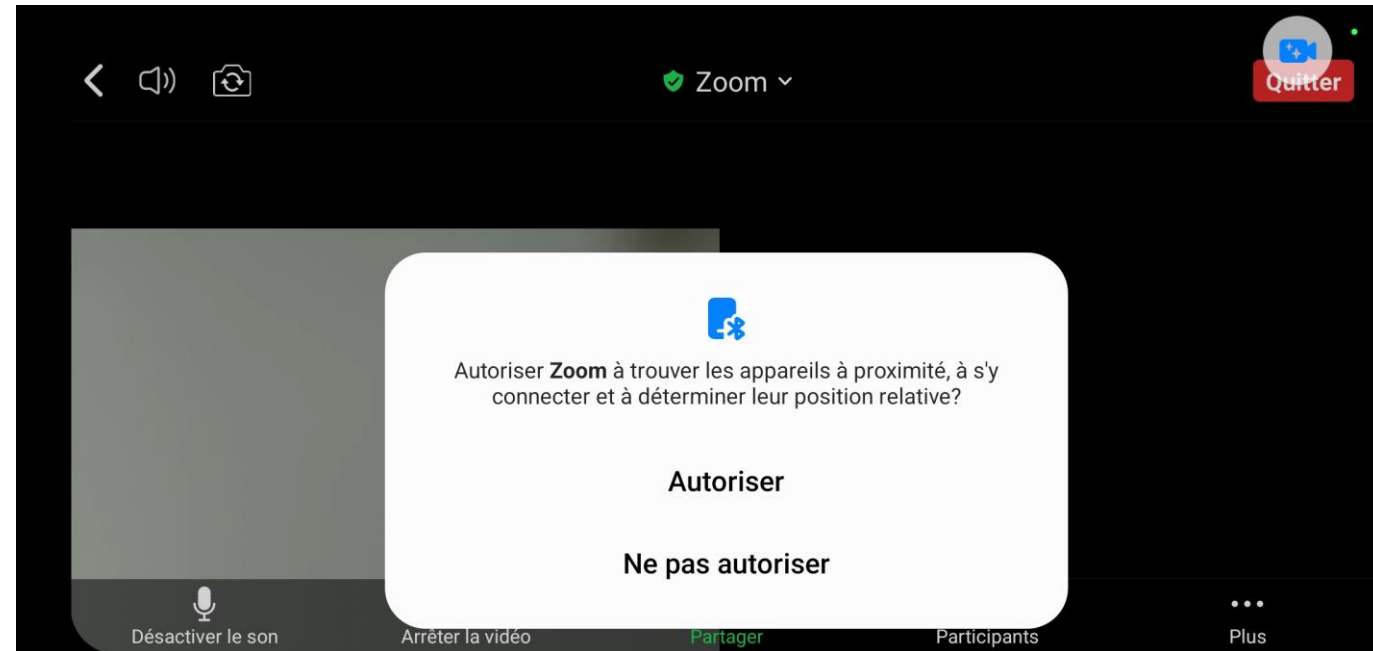 Zoom
Quitter
Autoriser Zoom à trouver les appareils à proximité, à s'y
connecter et à déterminer leur position relative?
Autoriser
Ne pas autoriser
Désactiver le son
Arrêter la vidéo
Partager
Participants
Plus